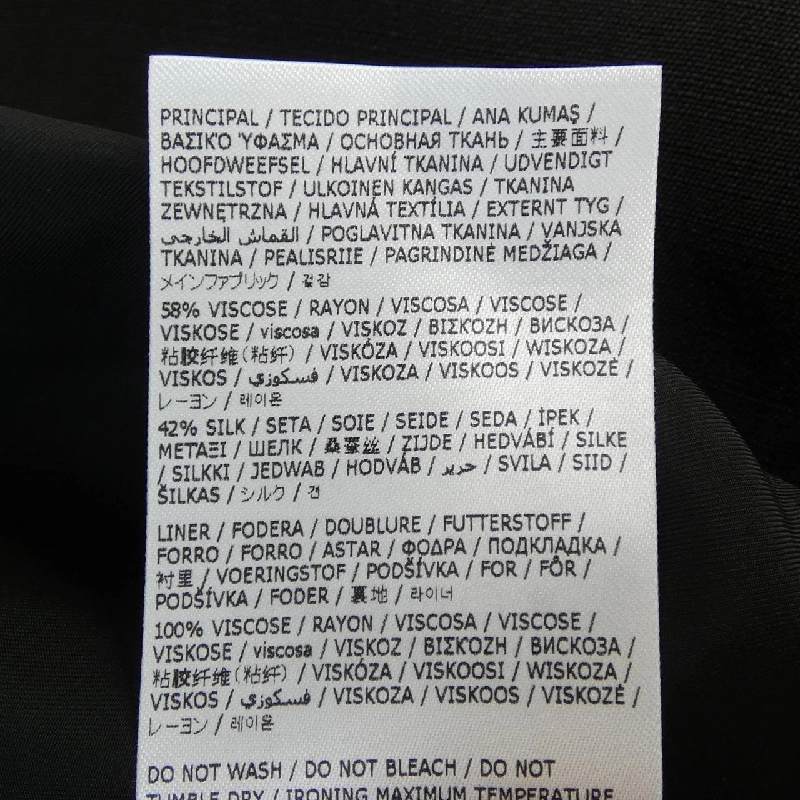 PRINCIPAL / TECIDO PRINCIPAL / ANA KUMAŞ /
ΒΑΣΙΚ'Ο ΎΦΑΣΜΑ / ОСНОВНАЯ ТКАНЬ / 主要面料 /
HOOFDWEEFSEL / HLAVNÍ TKANINA / UDVENDIGT
TEKSTILSTOF / ULKOINEN KANGAS / TKANINA
ZEWNĘTRZNA / HLAVNÁ TEXTÍLIA / EXTERNT TYG /
القماش الخارجي / POGLAVITNA TKANINA / VANJSKA
TKANINA / PEALISRIIE / PAGRINDINĖ MEDŽIAGA /
メインファブリック / 겉감
58% VISCOSE / RAYON / VISCOSA / VISCOSE /
VISKOSE / viscosa / VISKOZ / ΒΙΣΚΌΖΗ / ВИСКОЗА /
粘胶纤维(粘纤) / VISKÓZA / VISKOOSI / WISKOZA /
VISKOS / فسكوزي / VISKOZA / VISKOOS / VISKOZĖ /
レーヨン / 레이온
42% SILK / SETA / SOIE / SEIDE / SEDA / İPEK /
ΜΕΤΑΞΙ / ШЕЛК / 桑蚕丝 / ZIJDE / HEDVÁBÍ / SILKE
/ SILKKI / JEDWAB / HODVÁB / حرير / SVILA / SIID /
ŠILKAS / シルク / 견
LINER / FODERA / DOUBLURE / FUTTERSTOFF /
FORRO / FORRO / ASTAR / ΦΟΔΡΑ / ПОДКЛАДКА /
衬里 / VOERINGSTOF / PODŠÍVKA / FOR / FÔR /
PODŠÍVKA / FODER / 裏地 / 라이너
100% VISCOSE / RAYON / VISCOSA / VISCOSE /
VISKOSE / viscosa / VISKOZ / ΒΙΣΚΌΖΗ / ВИСКОЗА /
粘胶纤维(粘纤) / VISKÓZA / VISKOOSI / WISKOZA /
VISKOS / فسكوزي / VISKOZA / VISKOOS / VISKOZĖ /
レーヨン / 레이온
DO NOT WASH / DO NOT BLEACH / DO NOT
TUMBLE DRY / IRONING MAXIMUM TEMPERATURE